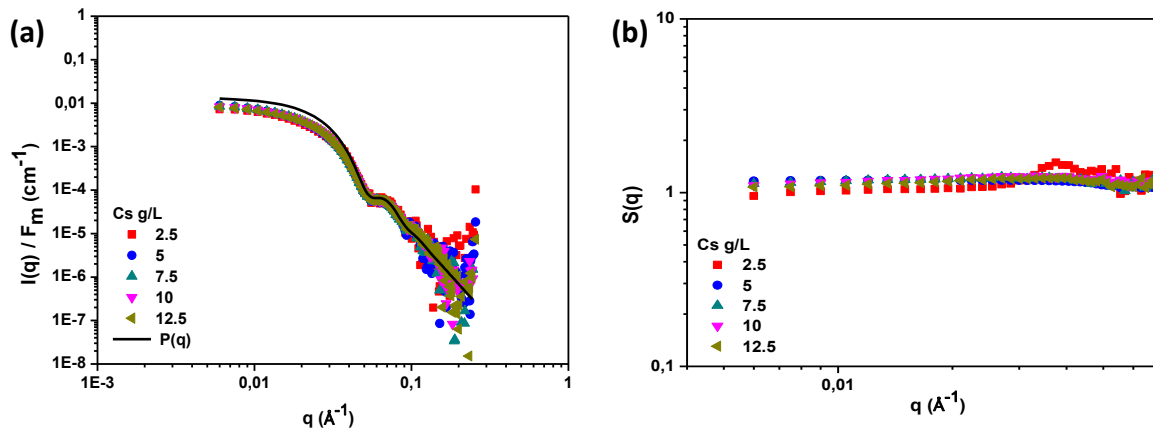 (a)
1
0,1
0,01
1E-3
1E-4
1E-5
1E-6
1E-7
1E-8
I(q) / Fm (cm-1)
Cs g/L
2.5
5
7.5
10
12.5
P(q)
1E-3
0,01
0,1
1
q (Å-1)
(b)
10
1
0,1
S(q)
Cs g/L
2.5
5
7.5
10
12.5
0,01
q (Å-1)